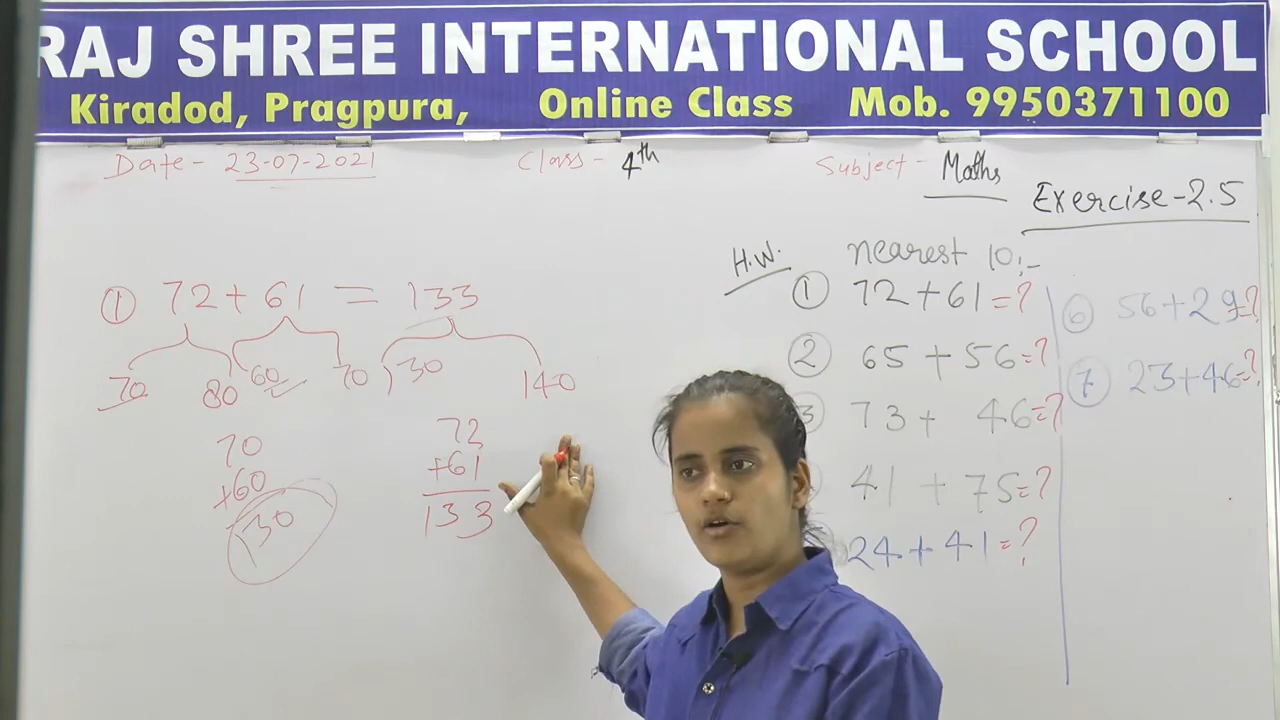 RAJ SHREE INTERNATIONAL SCHOOL
Kiradod, Pragpura, Online Class Mob. 9950371100
Date - 23-07-2021 Class - 4th Subject - Maths
Exercise-2.5
① 72 + 61 = 133
70 80 60 70 130 140
70
+60
130
72
+61
133
H.W. nearest 10:-
① 72 + 61 = ?
② 65 + 56 = ?
3 73 + 46 = ?
41 + 75 = ?
24 + 41 = ?
⑥ 56 + 29 = ?
⑦ 23 + 46 = ?